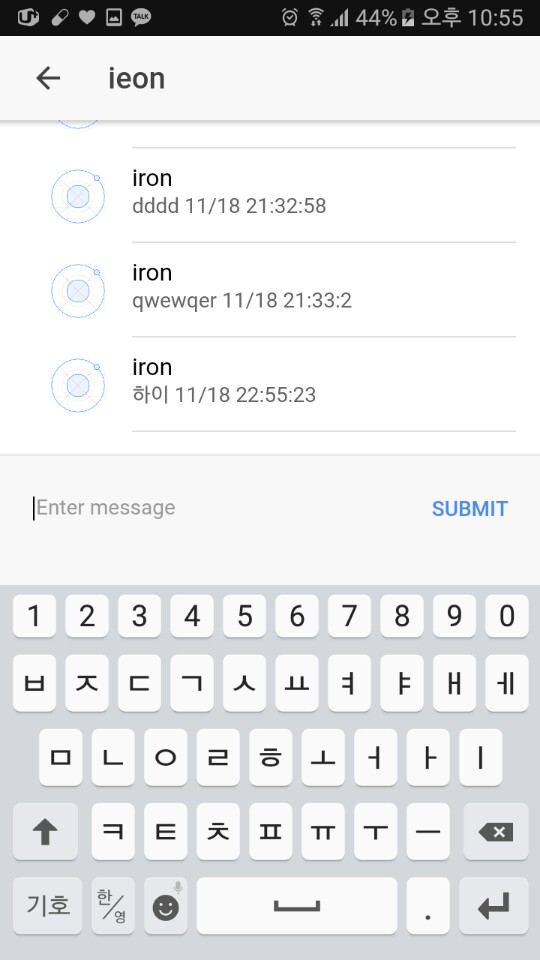 TALK 44% 오후 10:55
ieon
iron
dddd 11/18 21:32:58
iron
qwewqer 11/18 21:33:2
iron
하이 11/18 22:55:23
Enter message SUBMIT
1 2 3 4 5 6 7 8 9 0
ㅂ ㅈ ㄷ ㄱ ㅅ ㅛ ㅕ ㅑ ㅐ ㅔ
ㅁ ㄴ ㅇ ㄹ ㅎ ㅗ ㅓ ㅏ ㅣ
ㅋ ㅌ ㅊ ㅍ ㅠ ㅜ ㅡ
기호 한/영 .